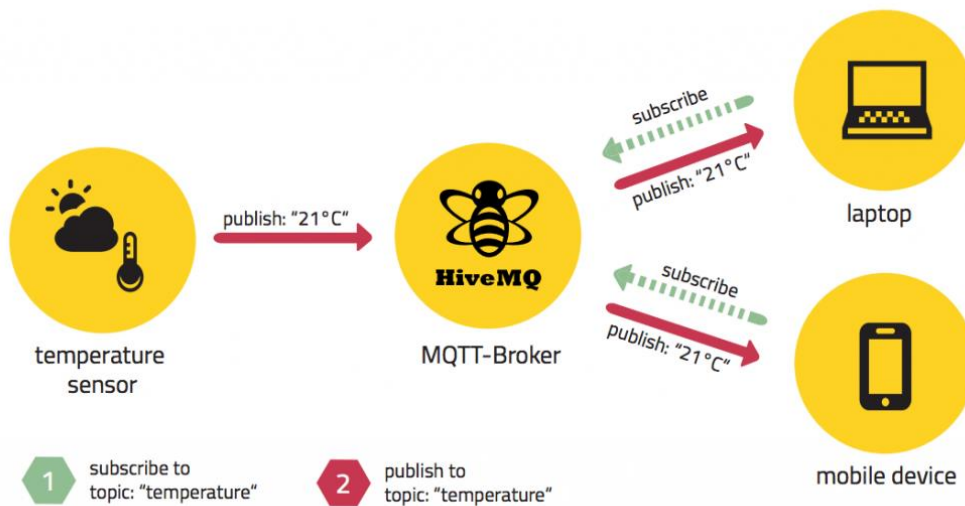 subscribe
publish: “21°C“
laptop
publish: “21°C“
HiveMQ
temperature
sensor
MQTT-Broker
subscribe
publish: “21°C“
mobile device
1
subscribe to
topic: “temperature“
2
publish to
topic: “temperature“